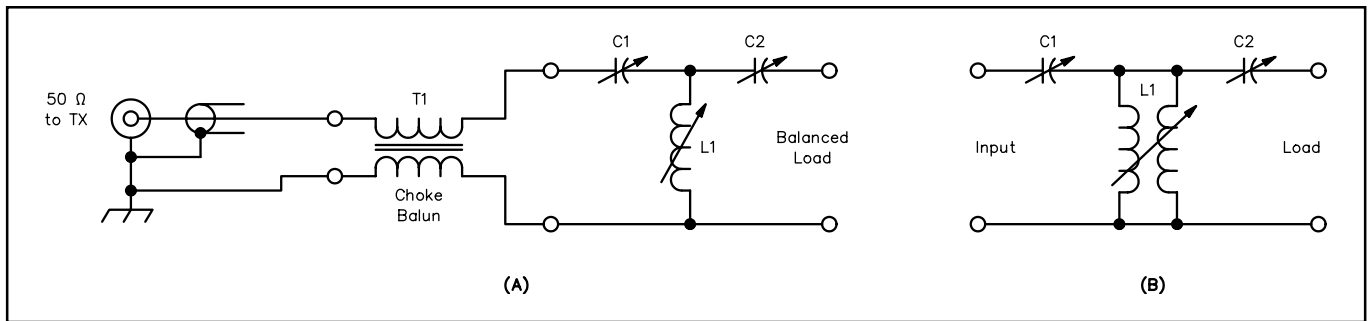 C1
C2
50 Ω
to TX
T1
L1
Balanced
Load
Choke
Balun
(A)
C1
C2
L1
Input
Load
(B)